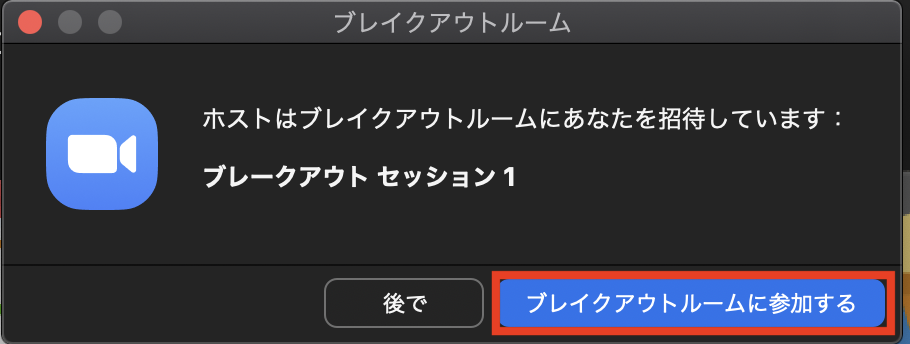 ブレイクアウトルーム
ホストはブレイクアウトルームにあなたを招待しています：
ブレークアウト セッション 1
後で
ブレイクアウトルームに参加する